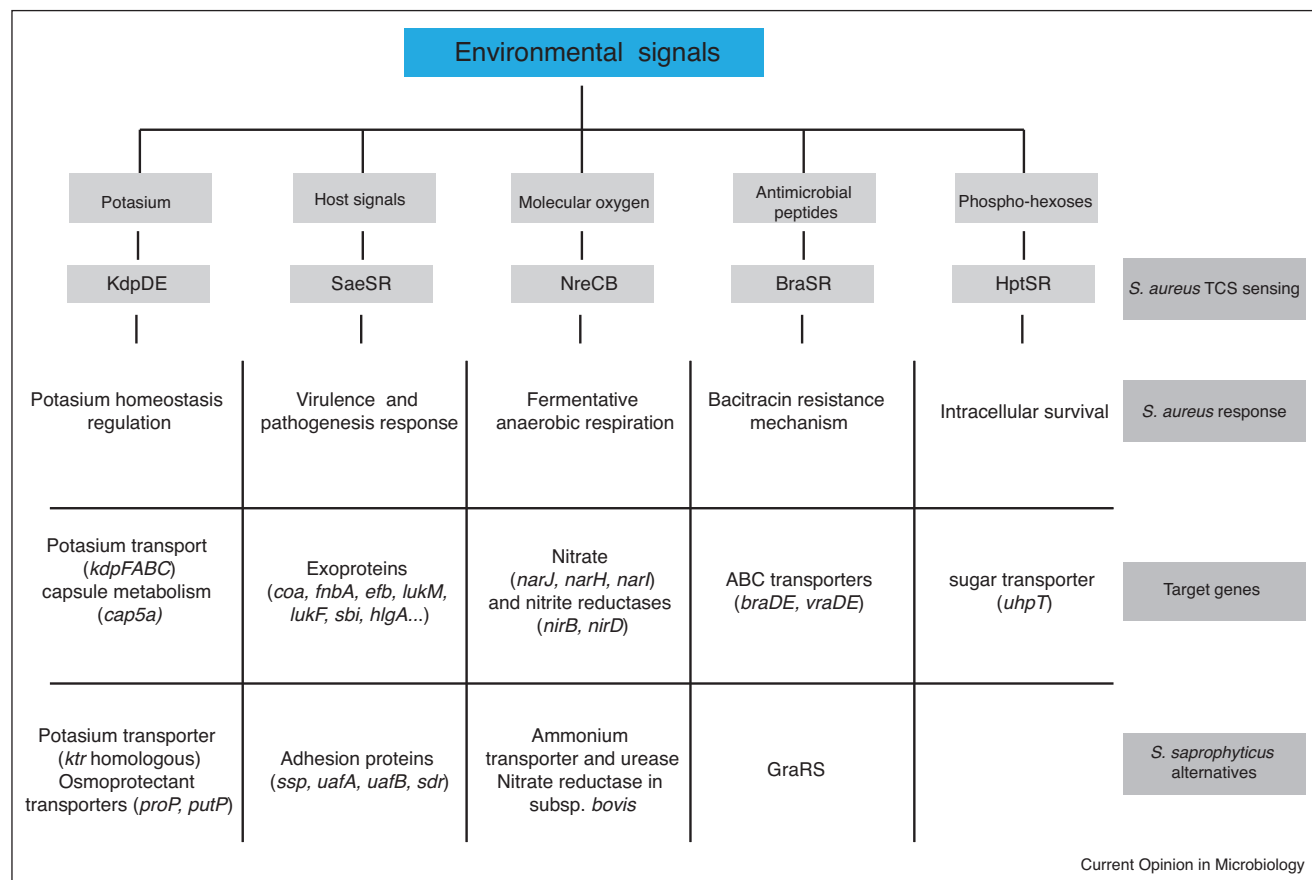 Environmental signals
Potasium
Host signals
Molecular oxygen
Antimicrobial
peptides
Phospho-hexoses
KdpDE
SaeSR
NreCB
BraSR
HptSR
S. aureus TCS sensing
Potasium homeostasis
regulation
Virulence and
pathogenesis response
Fermentative
anaerobic respiration
Bacitracin resistance
mechanism
Intracellular survival
S. aureus response
Potasium transport
(kdpFABC)
capsule metabolism
(cap5a)
Exoproteins
(coa, fnbA, efb, lukM,
lukF, sbi, hlgA...)
Nitrate
(narJ, narH, narI)
and nitrite reductases
(nirB, nirD)
ABC transporters
(braDE, vraDE)
sugar transporter
(uhpT)
Target genes
Potasium transporter
(ktr homologous)
Osmoprotectant
transporters (proP, putP)
Adhesion proteins
(ssp, uafA, uafB, sdr)
Ammonium
transporter and urease
Nitrate reductase in
subsp. bovis
GraRS
S. saprophyticus
alternatives
Current Opinion in Microbiology